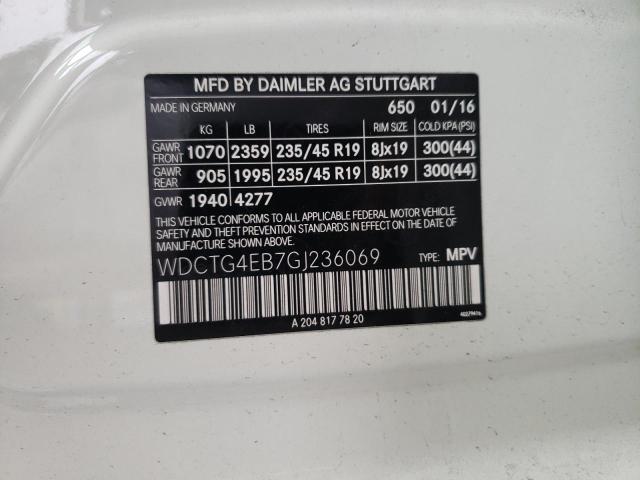 MFD BY DAIMLER AG STUTTGART
MADE IN GERMANY 650 01/16
KG LB TIRES RIM SIZE COLD KPA (PSI)
GAWR FRONT 1070 2359 235/45 R19 8Jx19 300(44)
GAWR REAR 905 1995 235/45 R19 8Jx19 300(44)
GVWR 1940 4277
THIS VEHICLE CONFORMS TO ALL APPLICABLE FEDERAL MOTOR VEHICLE
SAFETY AND THEFT PREVENTION STANDARDS IN EFFECT ON THE DATE OF
MANUFACTURE SHOWN ABOVE.
WDCTG4EB7GJ236069 TYPE: MPV
A 204 817 78 20